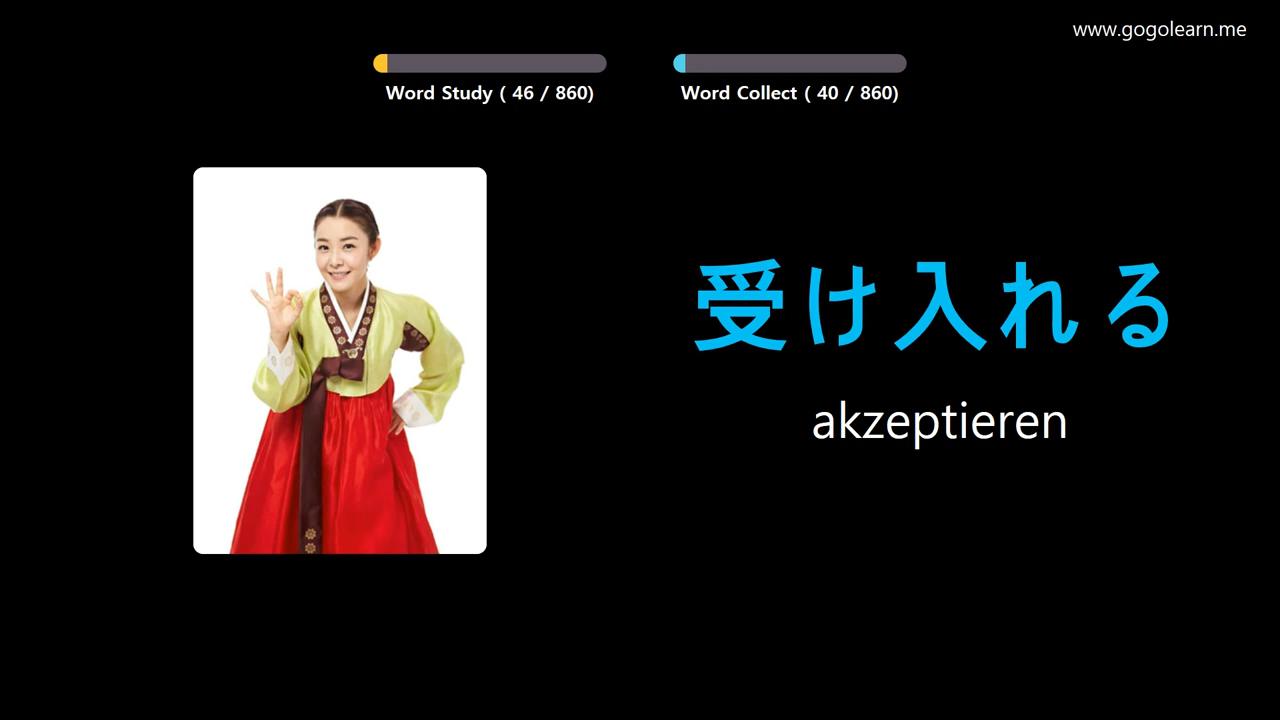 www.gogolearn.me
Word Study ( 46 / 860)
Word Collect ( 40 / 860)
受け入れる
akzeptieren